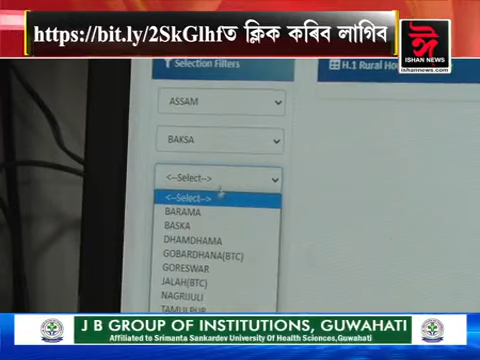 https://bit.ly/2SkGlhfত ক্লিক কৰিব লাগিব
ঈ
ISHAN NEWS
ishannews.com
Selection Filters
H.1 Rural Hou
ASSAM
BAKSA
<--Select-->
<--Select-->
BARAMA
BASKA
DHAMDHAMA
GOBARDHANA(BTC)
GORESWAR
JALAH(BTC)
NAGRIJULI
TAMULPUR
J B GROUP OF INSTITUTIONS, GUWAHATI
Affiliated to Srimanta Sankardev University Of Health Sciences,Guwahati